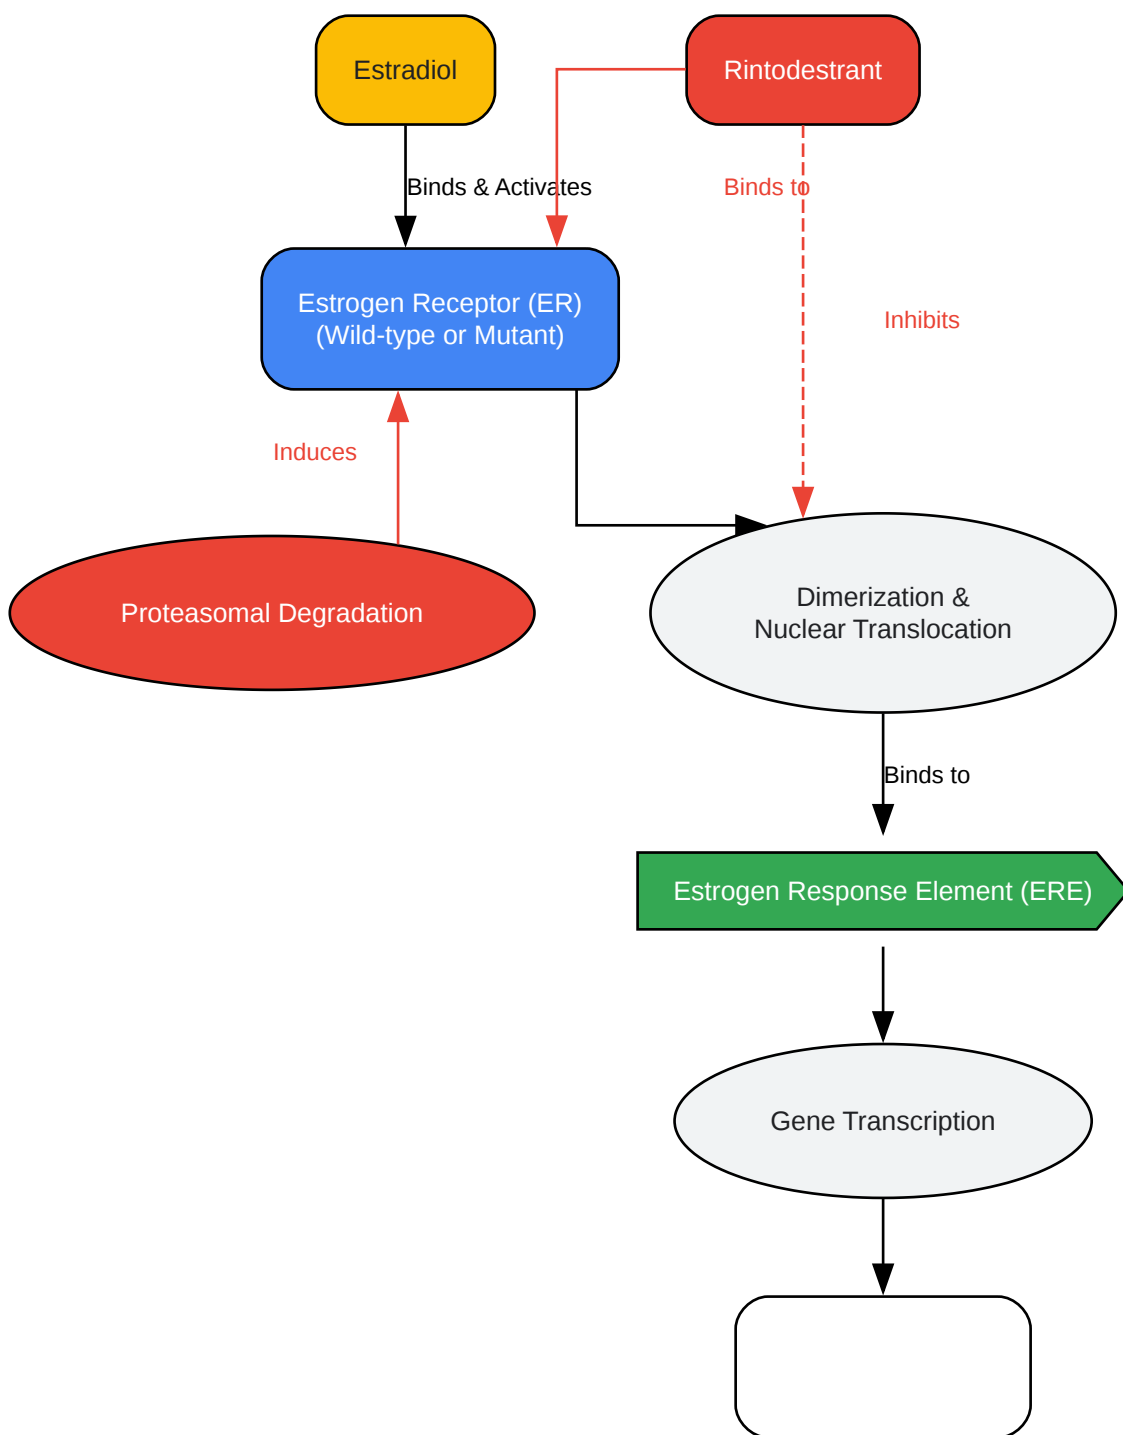 Estradiol
Rintodestrant
Binds & Activates
Binds to
Estrogen Receptor (ER)
(Wild-type or Mutant)
Inhibits
Induces
Proteasomal Degradation
Dimerization &
Nuclear Translocation
Binds to
Estrogen Response Element (ERE)
Gene Transcription